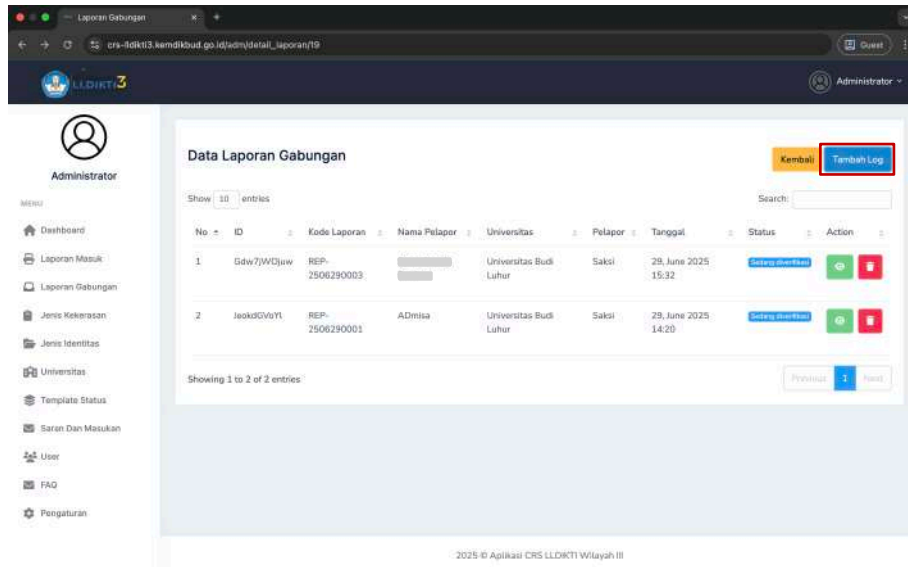 Laporan Gabungan
crs-lldikti3.kemdikbud.go.id/adm/detail_laporan/19
Guest
LLDIKTI3
Administrator
Administrator
MENU
Dashboard
Laporan Masuk
Laporan Gabungan
Jenis Kekerasan
Jenis Identitas
Universitas
Template Status
Saran Dan Masukan
User
FAQ
Pengaturan
Data Laporan Gabungan
Kembali
Tambah Log
Show 10 entries
Search:
No ID Kode Laporan Nama Pelapor Universitas Pelapor Tanggal Status Action
1 Gdw7jWOjuw REP-2506290003 Universitas Budi Luhur Saksi 29, June 2025 15:32 Sedang diverifikasi
2 REP-2506290001 ADmisa Universitas Budi Luhur Saksi 29, June 2025 14:20 Sedang diverifikasi
Showing 1 to 2 of 2 entries
Previous 1 Next
2025 © Aplikasi CRS LLDIKTI Wilayah III